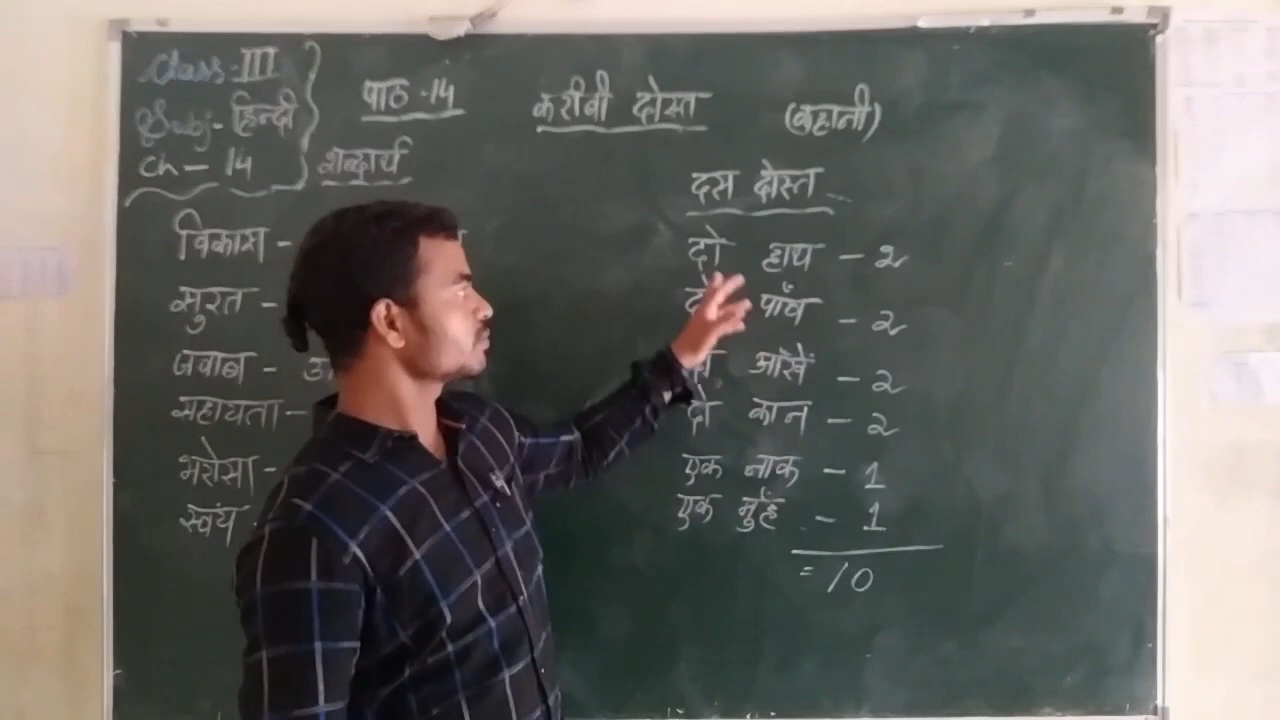 Class-III
Subj-हिन्दी
Ch-14
पाठ-14 करीबी दोस्त (कहानी)
शब्दार्थ
विकास-
सुरत-
जवाब-
सहायता-
भरोसा-
स्वंय
दस दोस्त
दो हाथ-2
पाँव-2
आँखें-2
दो कान-2
एक नाक-1
एक मुँह-1
=10